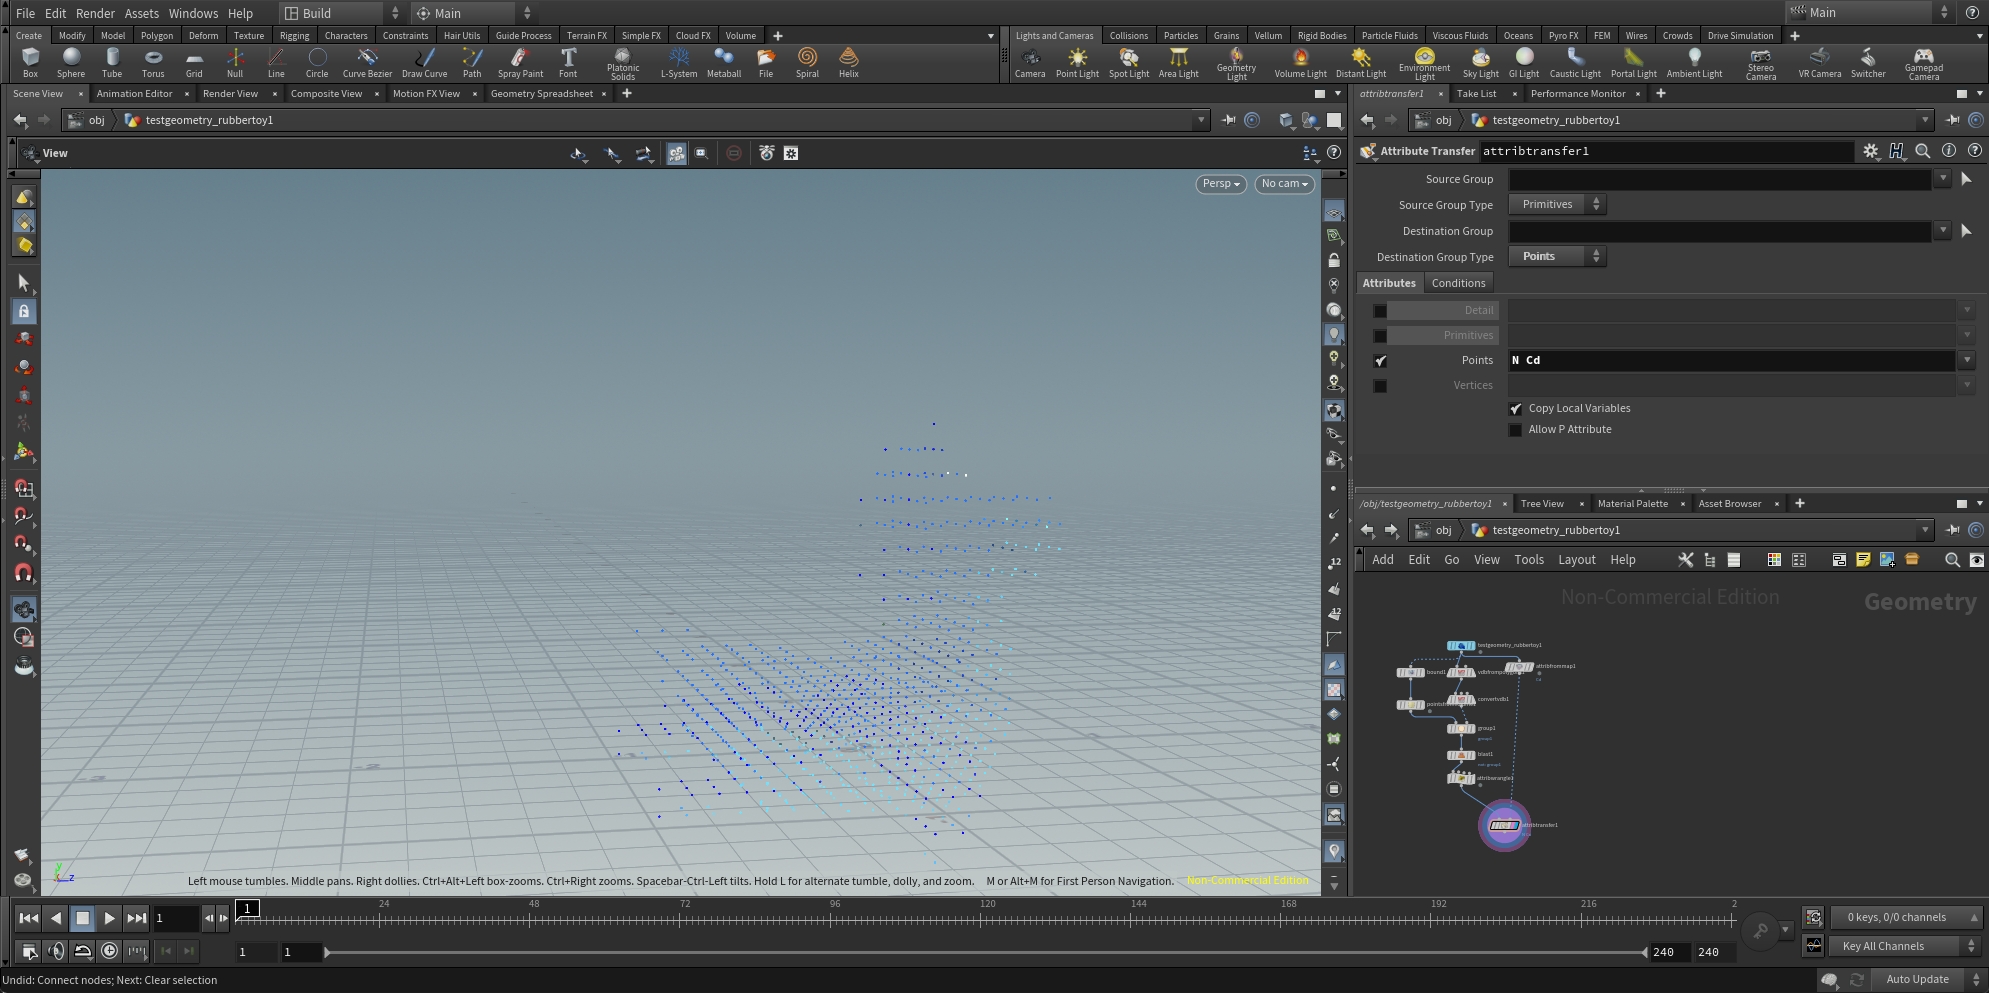 File Edit Render Assets Windows Help Build Main Main
Create Modify Model Polygon Deform Texture Rigging Characters Constraints Hair Utils Guide Process Terrain FX Simple FX Cloud FX Volume
Lights and Cameras Collisions Particles Grains Vellum Rigid Bodies Particle Fluids Viscous Fluids Oceans Pyro FX FEM Wires Crowds Drive Simulation
Box Sphere Tube Torus Grid Null Line Circle Curve Bezier Draw Curve Path Spray Paint Font Platonic Solids L-System Metaball File Spiral Helix
Camera Point Light Spot Light Area Light Geometry Light Volume Light Distant Light Environment Light Sky Light GI Light Caustic Light Portal Light Ambient Light Stereo Camera VR Camera Switcher Gamepad Camera
Scene View Animation Editor Render View Composite View Motion FX View Geometry Spreadsheet
attribtransfer1 Take List Performance Monitor
obj testgeometry_rubbertoy1
obj testgeometry_rubbertoy1
View
Persp No cam
Attribute Transfer attribtransfer1
Source Group
Source Group Type Primitives
Destination Group
Destination Group Type Points
Attributes Conditions
Detail
Primitives
Points N Cd
Vertices
Copy Local Variables
Allow P Attribute
12
12
/obj/testgeometry_rubbertoy1 Tree View Material Palette Asset Browser
obj testgeometry_rubbertoy1
Add Edit Go View Tools Layout Help
Non-Commercial Edition Geometry
testgeometry_rubbertoy1
attribfrommap1
bound1
convertvdb1
group1
blast1
attribwrangle1
attribtransfer1
y
z
Left mouse tumbles. Middle pans. Right dollies. Ctrl+Alt+Left box-zooms. Ctrl+Right zooms. Spacebar-Ctrl-Left tilts. Hold L for alternate tumble, dolly, and zoom. M or Alt+M for First Person Navigation. Non-Commercial Edition
1 1 24 48 72 96 120 144 168 192 216 2
0 keys, 0/0 channels
1 1 240 240
Key All Channels
Undid: Connect nodes; Next: Clear selection
Auto Update